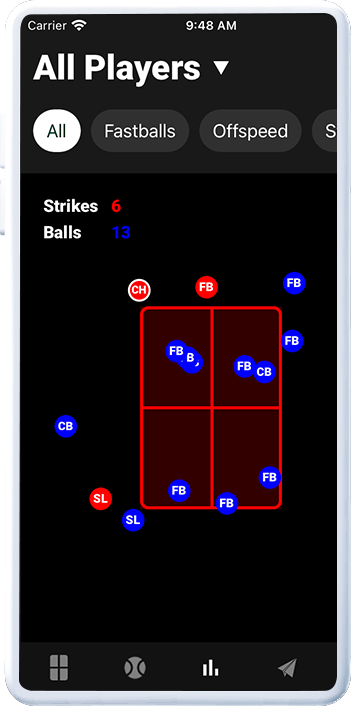 Carrier 9:48 AM
All Players ▼
All Fastballs Offspeed
Strikes 6
Balls 13
CH FB FB
FB
FB B FB CB
CB
FB
SL FB FB
SL